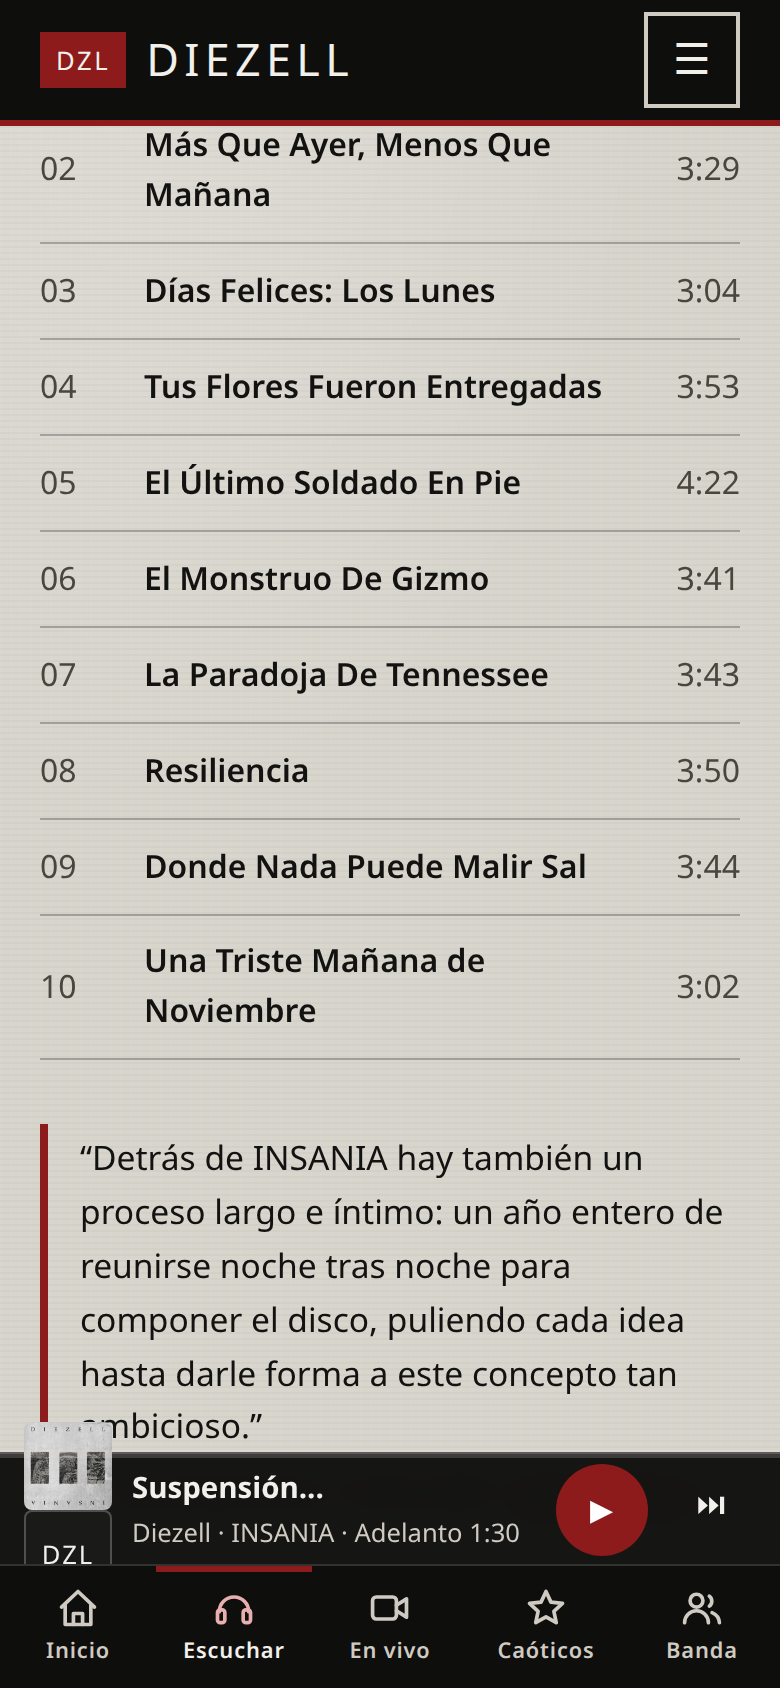 DZL DIEZELL ☰
02 Más Que Ayer, Menos Que Mañana 3:29
03 Días Felices: Los Lunes 3:04
04 Tus Flores Fueron Entregadas 3:53
05 El Último Soldado En Pie 4:22
06 El Monstruo De Gizmo 3:41
07 La Paradoja De Tennessee 3:43
08 Resiliencia 3:50
09 Donde Nada Puede Malir Sal 3:44
10 Una Triste Mañana de Noviembre 3:02
“Detrás de INSANIA hay también un
proceso largo e íntimo: un año entero de
reunirse noche tras noche para
componer el disco, puliendo cada idea
hasta darle forma a este concepto tan
ambicioso.”
DIEZELL
Suspensión...
Diezell · INSANIA · Adelanto 1:30
DZL
Inicio Escuchar En vivo Caóticos Banda